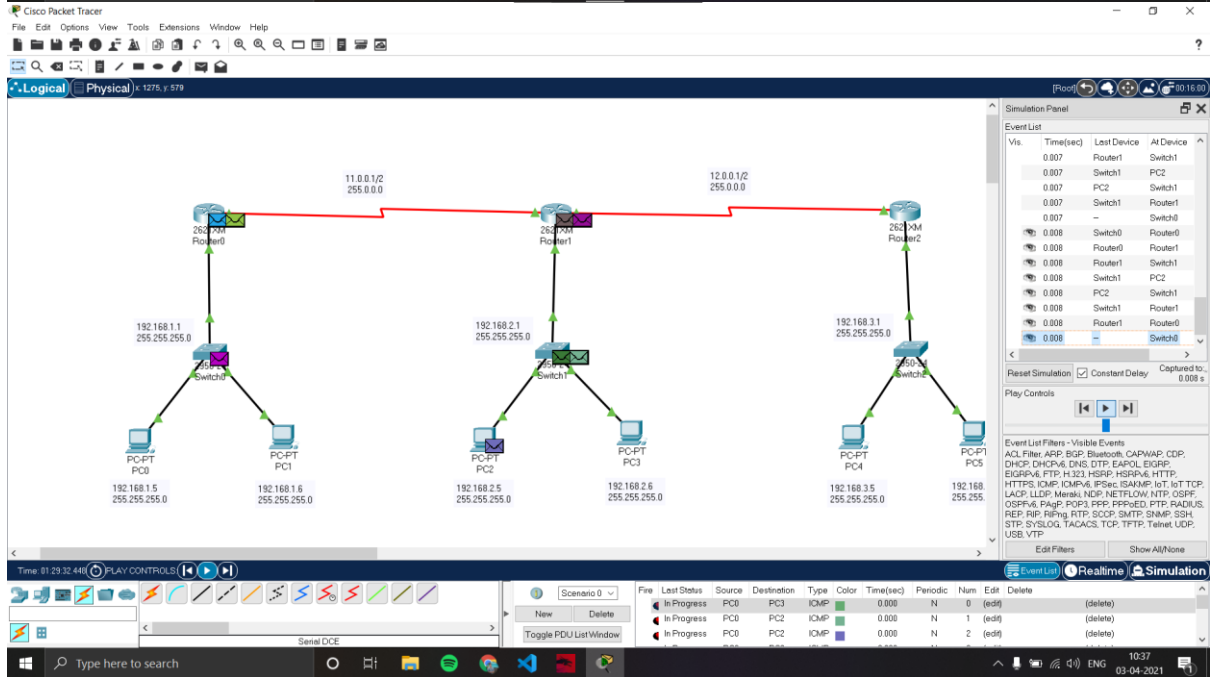 Cisco Packet Tracer
File Edit Options View Tools Extensions Window Help
?
Logical Physical x: 1275, y: 579
[Root] 00:16:00
Simulation Panel
Event List
Vis. Time(sec) Last Device At Device
0.007 Router1 Switch1
0.007 Switch1 PC2
0.007 PC2 Switch1
0.007 Switch1 Router1
0.007 -- Switch0
0.008 Switch0 Router0
0.008 Router0 Router1
0.008 Router1 Switch1
0.008 Switch1 PC2
0.008 PC2 Switch1
0.008 Switch1 Router1
0.008 Router1 Router0
0.008 -- Switch0
Reset Simulation Constant Delay Captured to:
0.008 s
Play Controls
Event List Filters - Visible Events
ACL Filter, ARP, BGP, Bluetooth, CAPWAP, CDP,
DHCP, DHCPv6, DNS, DTP, EAPOL, EIGRP,
EIGRPv6, FTP, H.323, HSRP, HSRPv6, HTTP,
HTTPS, ICMP, ICMPv6, IPSec, ISAKMP, IoT, IoT TCP,
LACP, LLDP, Meraki, NDP, NETFLOW, NTP, OSPF,
OSPFv6, PAgP, POP3, PPP, PPPoED, PTP, RADIUS,
REP, RIP, RIPng, RTP, SCCP, SMTP, SNMP, SSH,
STP, SYSLOG, TACACS, TCP, TFTP, Telnet, UDP,
USB, VTP
Edit Filters Show All/None
11.0.0.1/2
255.0.0.0
12.0.0.1/2
255.0.0.0
Router0
Router1
Router2
192.168.1.1
255.255.255.0
192.168.2.1
255.255.255.0
192.168.3.1
255.255.255.0
Switch0
Switch1
Switch2
PC-PT
PC0
PC-PT
PC1
PC-PT
PC2
PC-PT
PC3
PC-PT
PC4
PC-PT
PC5
192.168.1.5
255.255.255.0
192.168.1.6
255.255.255.0
192.168.2.5
255.255.255.0
192.168.2.6
255.255.255.0
192.168.3.5
255.255.255.0
192.168
255.255.
Time: 01:29:32.448 PLAY CONTROLS:
Event List Realtime Simulation
Serial DCE
Scenario 0
New Delete
Toggle PDU List Window
Fire Last Status Source Destination Type Color Time(sec) Periodic Num Edit Delete
In Progress PC0 PC3 ICMP 0.000 N 0 (edit) (delete)
In Progress PC0 PC2 ICMP 0.000 N 1 (edit) (delete)
In Progress PC0 PC2 ICMP 0.000 N 2 (edit) (delete)
Type here to search
ENG
10:37
03-04-2021